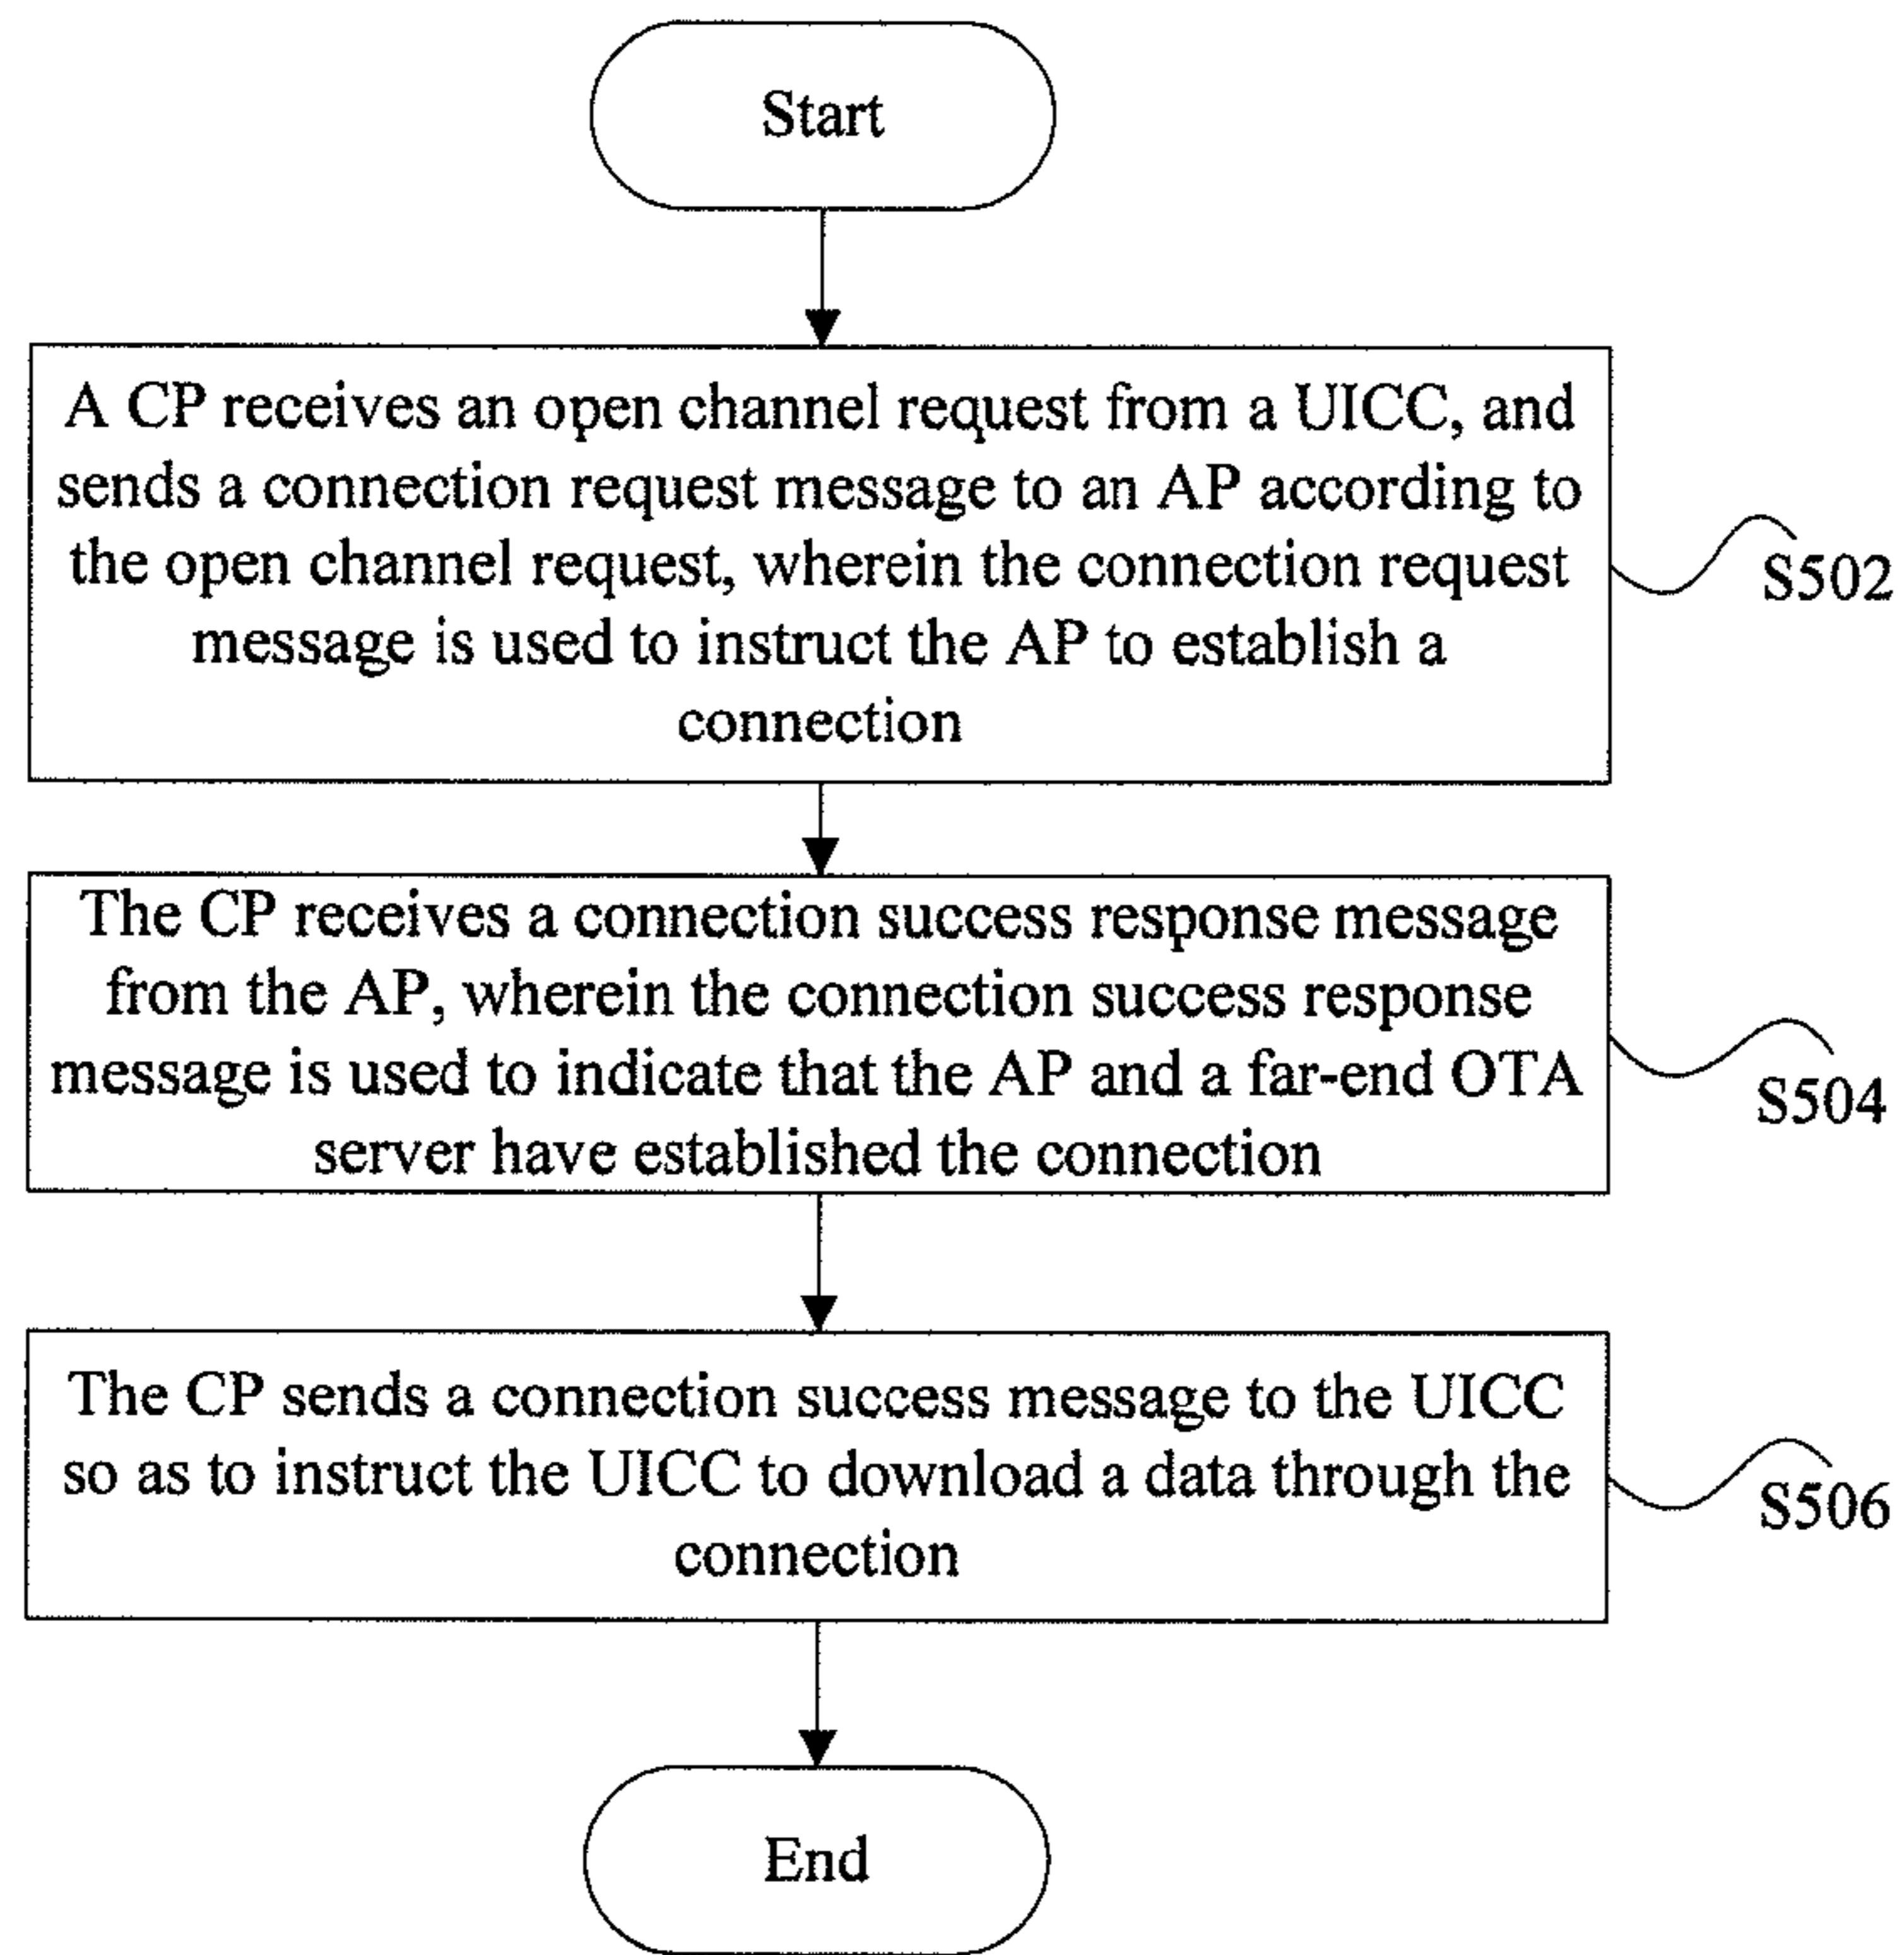 Start
A CP receives an open channel request from a UICC, and
sends a connection request message to an AP according to
the open channel request, wherein the connection request
message is used to instruct the AP to establish a
connection
S502
The CP receives a connection success response message
from the AP, wherein the connection success response
message is used to indicate that the AP and a far-end OTA
server have established the connection
S504
The CP sends a connection success message to the UICC
so as to instruct the UICC to download a data through the
connection
S506
End